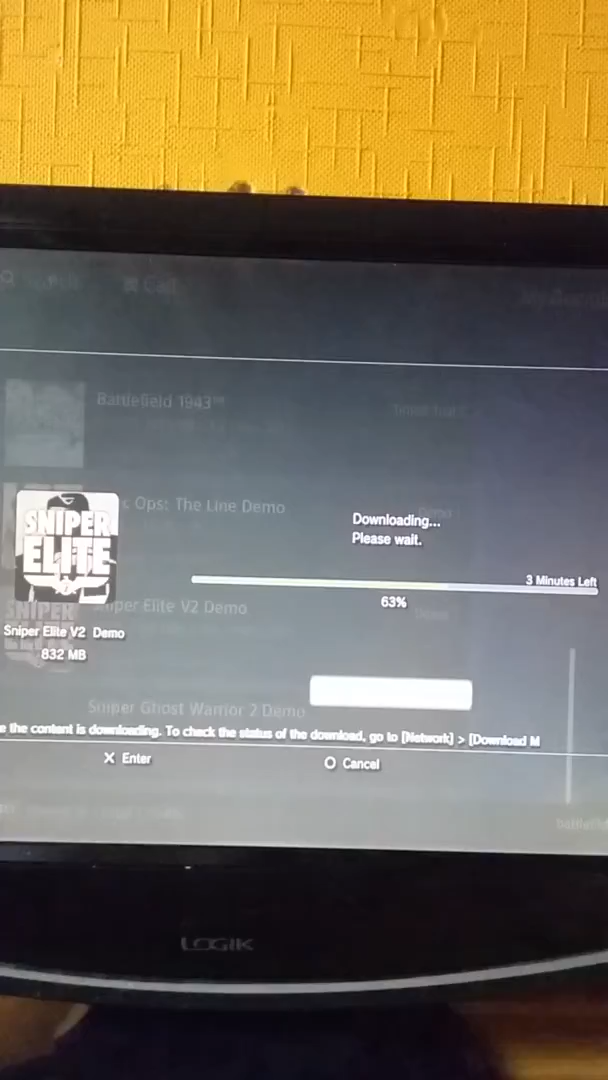 Battlefield 1943™
Ops: The Line Demo
SNIPER
ELITE
Downloading...
Please wait.
3 Minutes Left
63%
Sniper Elite V2 Demo
SNIPER
Sniper Elite V2 Demo
832 MB
Sniper Ghost Warrior 2 Demo
e the content is downloading. To check the status of the download, go to [Network] > [Download M
X Enter
O Cancel
LOGIK